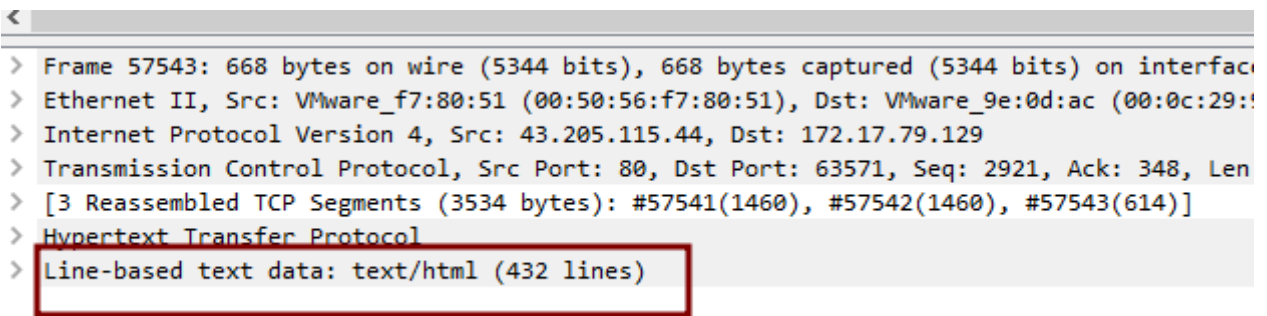 Frame 57543: 668 bytes on wire (5344 bits), 668 bytes captured (5344 bits) on interfac
Ethernet II, Src: VMware_f7:80:51 (00:50:56:f7:80:51), Dst: VMware_9e:0d:ac (00:0c:29:9
Internet Protocol Version 4, Src: 43.205.115.44, Dst: 172.17.79.129
Transmission Control Protocol, Src Port: 80, Dst Port: 63571, Seq: 2921, Ack: 348, Len
[3 Reassembled TCP Segments (3534 bytes): #57541(1460), #57542(1460), #57543(614)]
Hypertext Transfer Protocol
Line-based text data: text/html (432 lines)